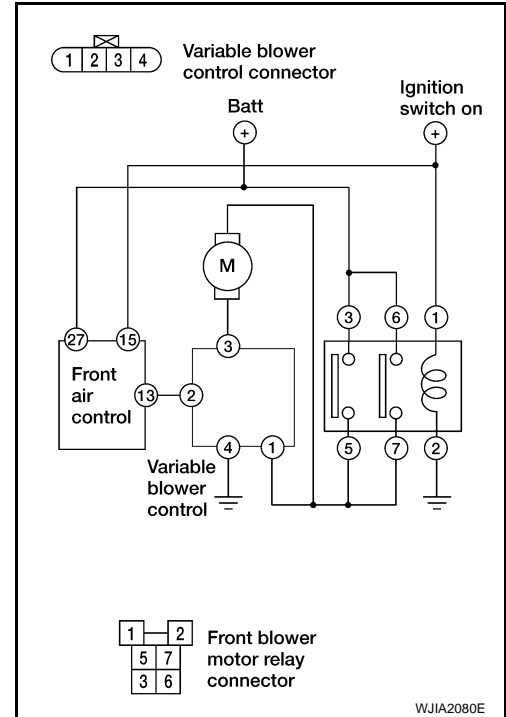 1 2 3 4
Variable blower
control connector
Batt
+
Ignition
switch on
+
M
3 6 1
27 15
3
Front
air
control
13 2
4 1
5 7 2
Variable
blower
control
1 2
5 7
3 6
Front blower
motor relay
connector
WJIA2080E